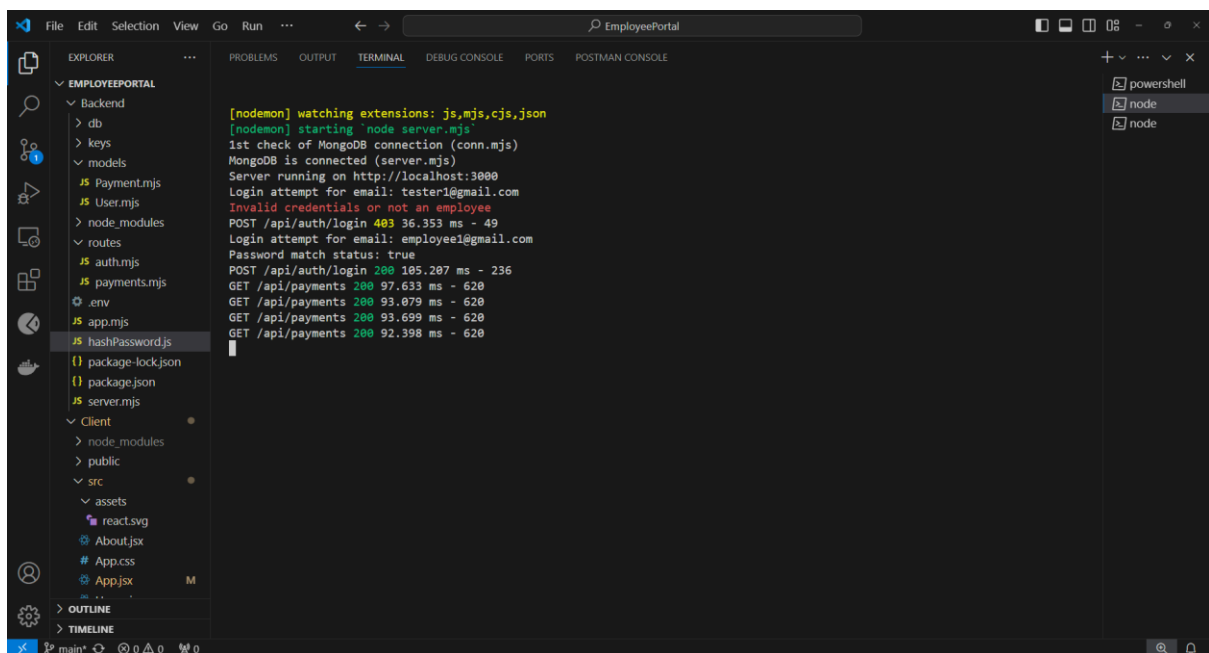 File Edit Selection View Go Run ··· ← → EmployeePortal
EXPLORER ···
EMPLOYEEPORTAL
Backend
db
keys
models
JS Payment.mjs
JS User.mjs
node_modules
routes
JS auth.mjs
JS payments.mjs
.env
JS app.mjs
JS hashPassword.js
{} package-lock.json
{} package.json
JS server.mjs
Client
node_modules
public
src
assets
react.svg
About.jsx
# App.css
App.jsx M
OUTLINE
TIMELINE
PROBLEMS OUTPUT TERMINAL DEBUG CONSOLE PORTS POSTMAN CONSOLE
[nodemon] watching extensions: js,mjs,cjs,json
[nodemon] starting `node server.mjs`
1st check of MongoDB connection (conn.mjs)
MongoDB is connected (server.mjs)
Server running on http://localhost:3000
Login attempt for email: tester1@gmail.com
Invalid credentials or not an employee
POST /api/auth/login 403 36.353 ms - 49
Login attempt for email: employee1@gmail.com
Password match status: true
POST /api/auth/login 200 105.207 ms - 236
GET /api/payments 200 97.633 ms - 620
GET /api/payments 200 93.079 ms - 620
GET /api/payments 200 93.699 ms - 620
GET /api/payments 200 92.398 ms - 620
powershell
node
node
1
main* 0 0 0